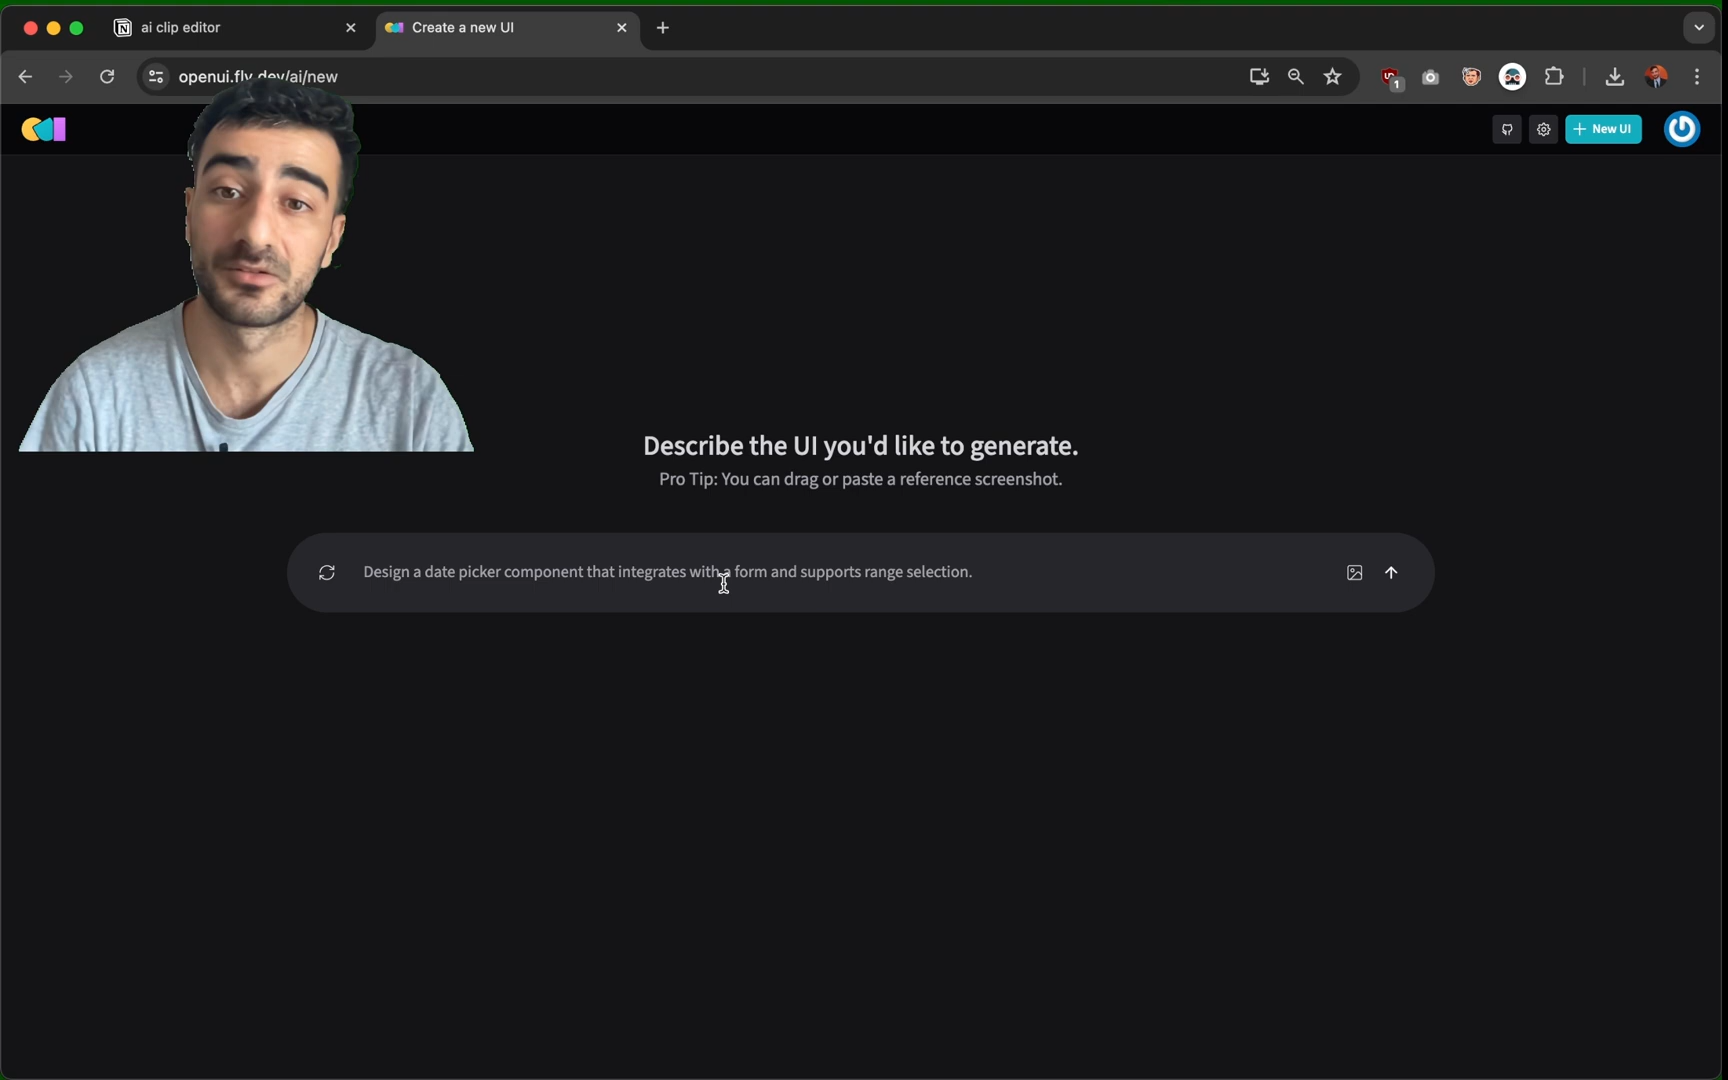 ai clip editor
Create a new UI
openui.fly.dev/ai/new
1
New UI
Describe the UI you'd like to generate.
Pro Tip: You can drag or paste a reference screenshot.
Design a date picker component that integrates with a form and supports range selection.